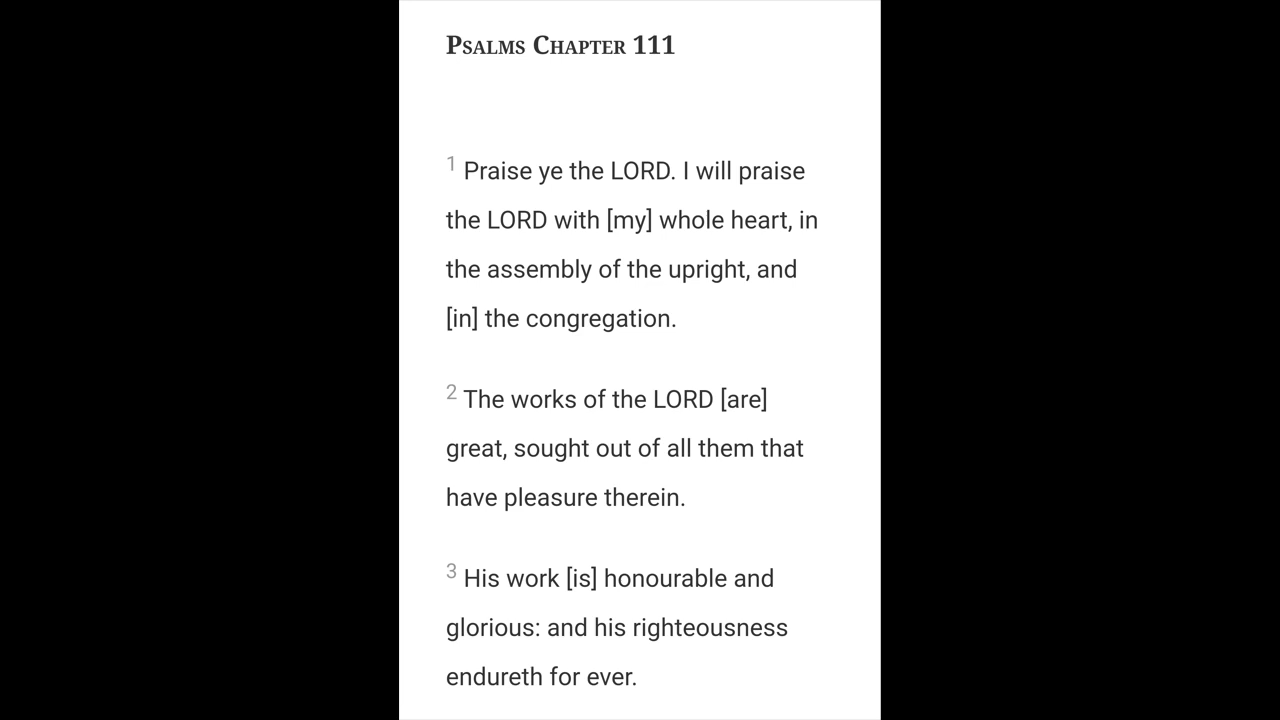 Psalms Chapter 111
1 Praise ye the LORD. I will praise
the LORD with [my] whole heart, in
the assembly of the upright, and
[in] the congregation.
2 The works of the LORD [are]
great, sought out of all them that
have pleasure therein.
3 His work [is] honourable and
glorious: and his righteousness
endureth for ever.